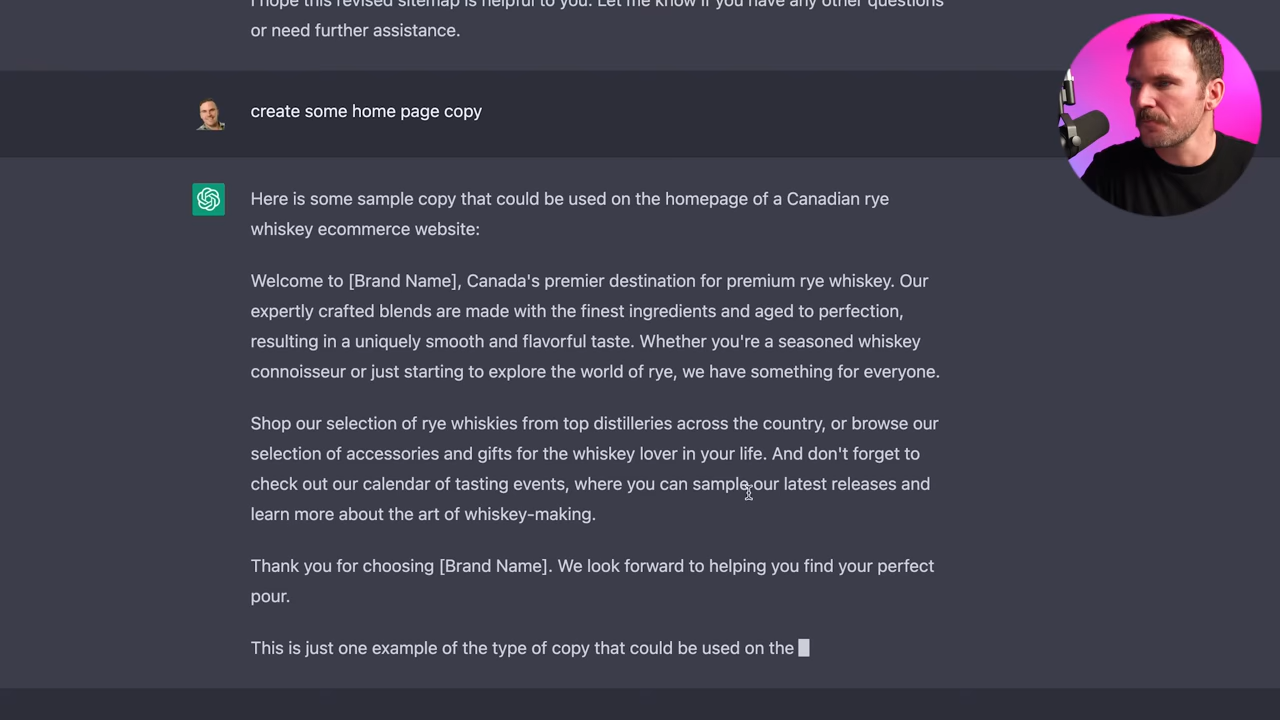 I hope this revised sitemap is helpful to you. Let me know if you have any other questions
or need further assistance.
create some home page copy
Here is some sample copy that could be used on the homepage of a Canadian rye
whiskey ecommerce website:
Welcome to [Brand Name], Canada's premier destination for premium rye whiskey. Our
expertly crafted blends are made with the finest ingredients and aged to perfection,
resulting in a uniquely smooth and flavorful taste. Whether you're a seasoned whiskey
connoisseur or just starting to explore the world of rye, we have something for everyone.
Shop our selection of rye whiskies from top distilleries across the country, or browse our
selection of accessories and gifts for the whiskey lover in your life. And don't forget to
check out our calendar of tasting events, where you can sample our latest releases and
learn more about the art of whiskey-making.
Thank you for choosing [Brand Name]. We look forward to helping you find your perfect
pour.
This is just one example of the type of copy that could be used on the